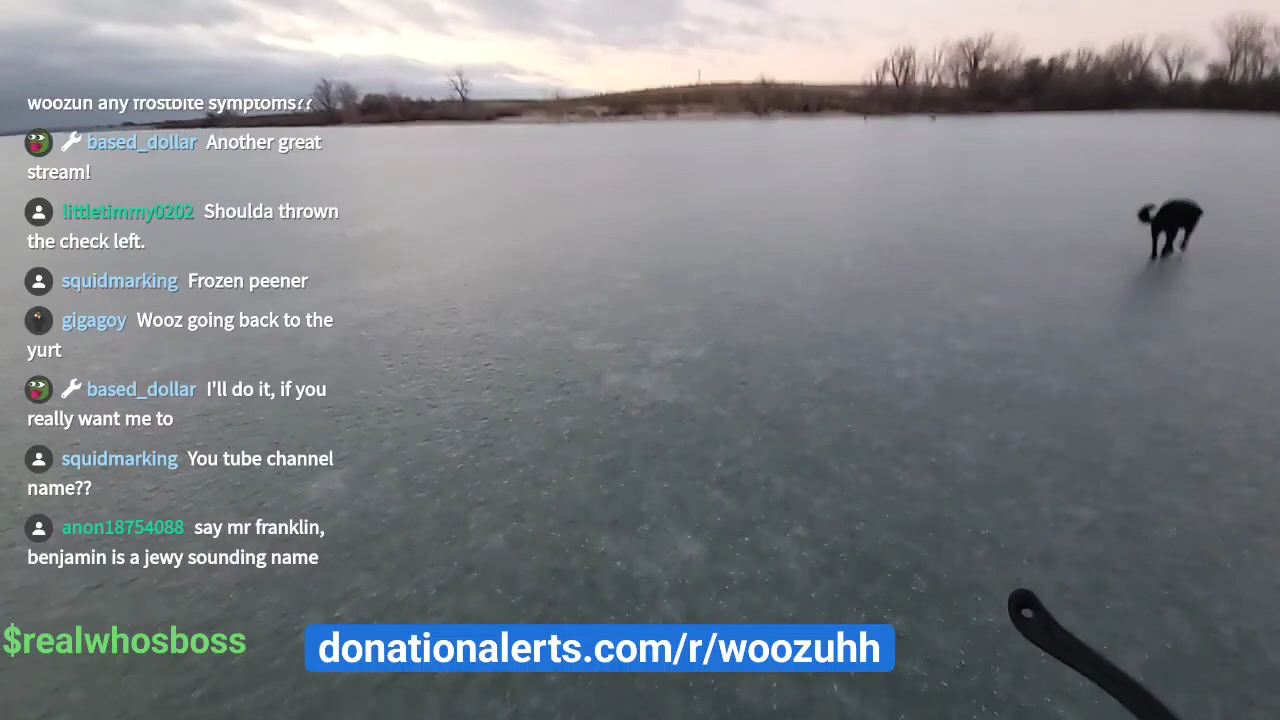 woozuh any frostbite symptoms??
based_dollar Another great
stream!
littletimmy0202 Shoulda thrown
the check left.
squidmarking Frozen peener
gigagoy Wooz going back to the
yurt
based_dollar I'll do it, if you
really want me to
squidmarking You tube channel
name??
anon18754088 say mr franklin,
benjamin is a jewy sounding name
$realwhosboss
donationalerts.com/r/woozuhh